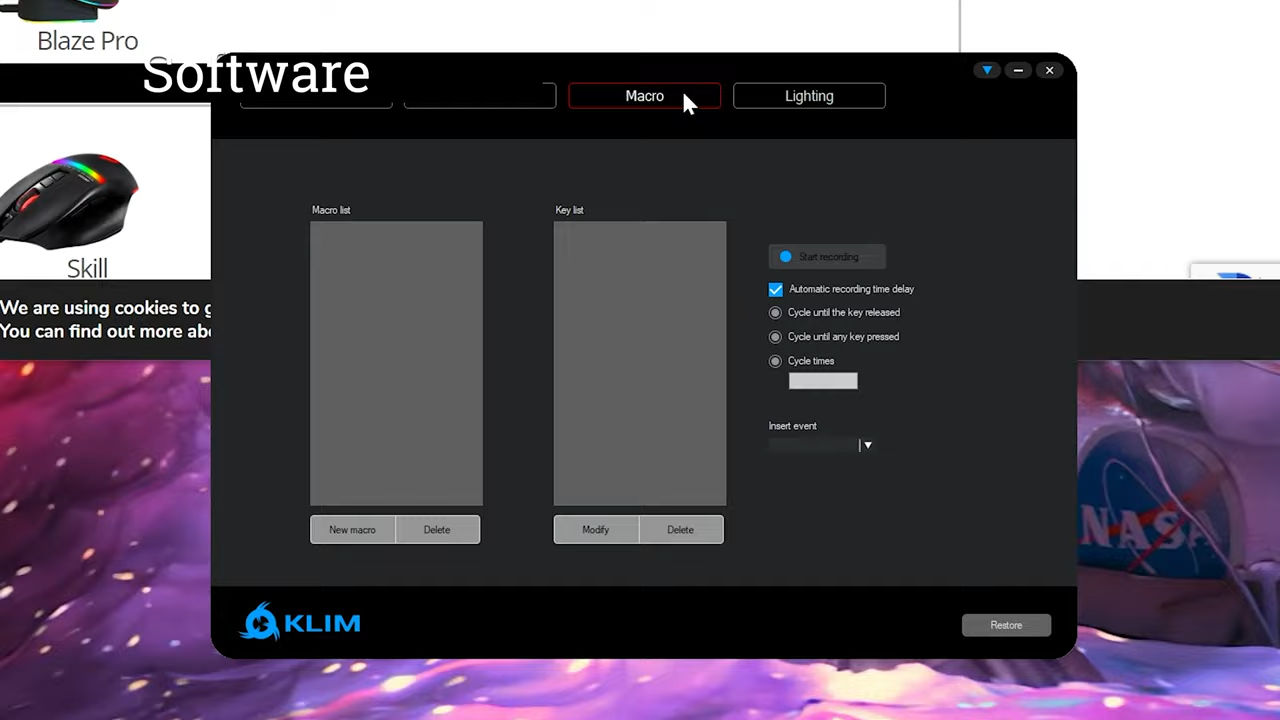 Blaze Pro
Software
Macro
Lighting
Macro list
Key list
Start recording
Automatic recording time delay
Cycle until the key released
Cycle until any key pressed
Cycle times
Insert event
New macro
Delete
Modify
Delete
KLIM
Restore
Skill
We are using cookies to g
You can find out more abo
NASA